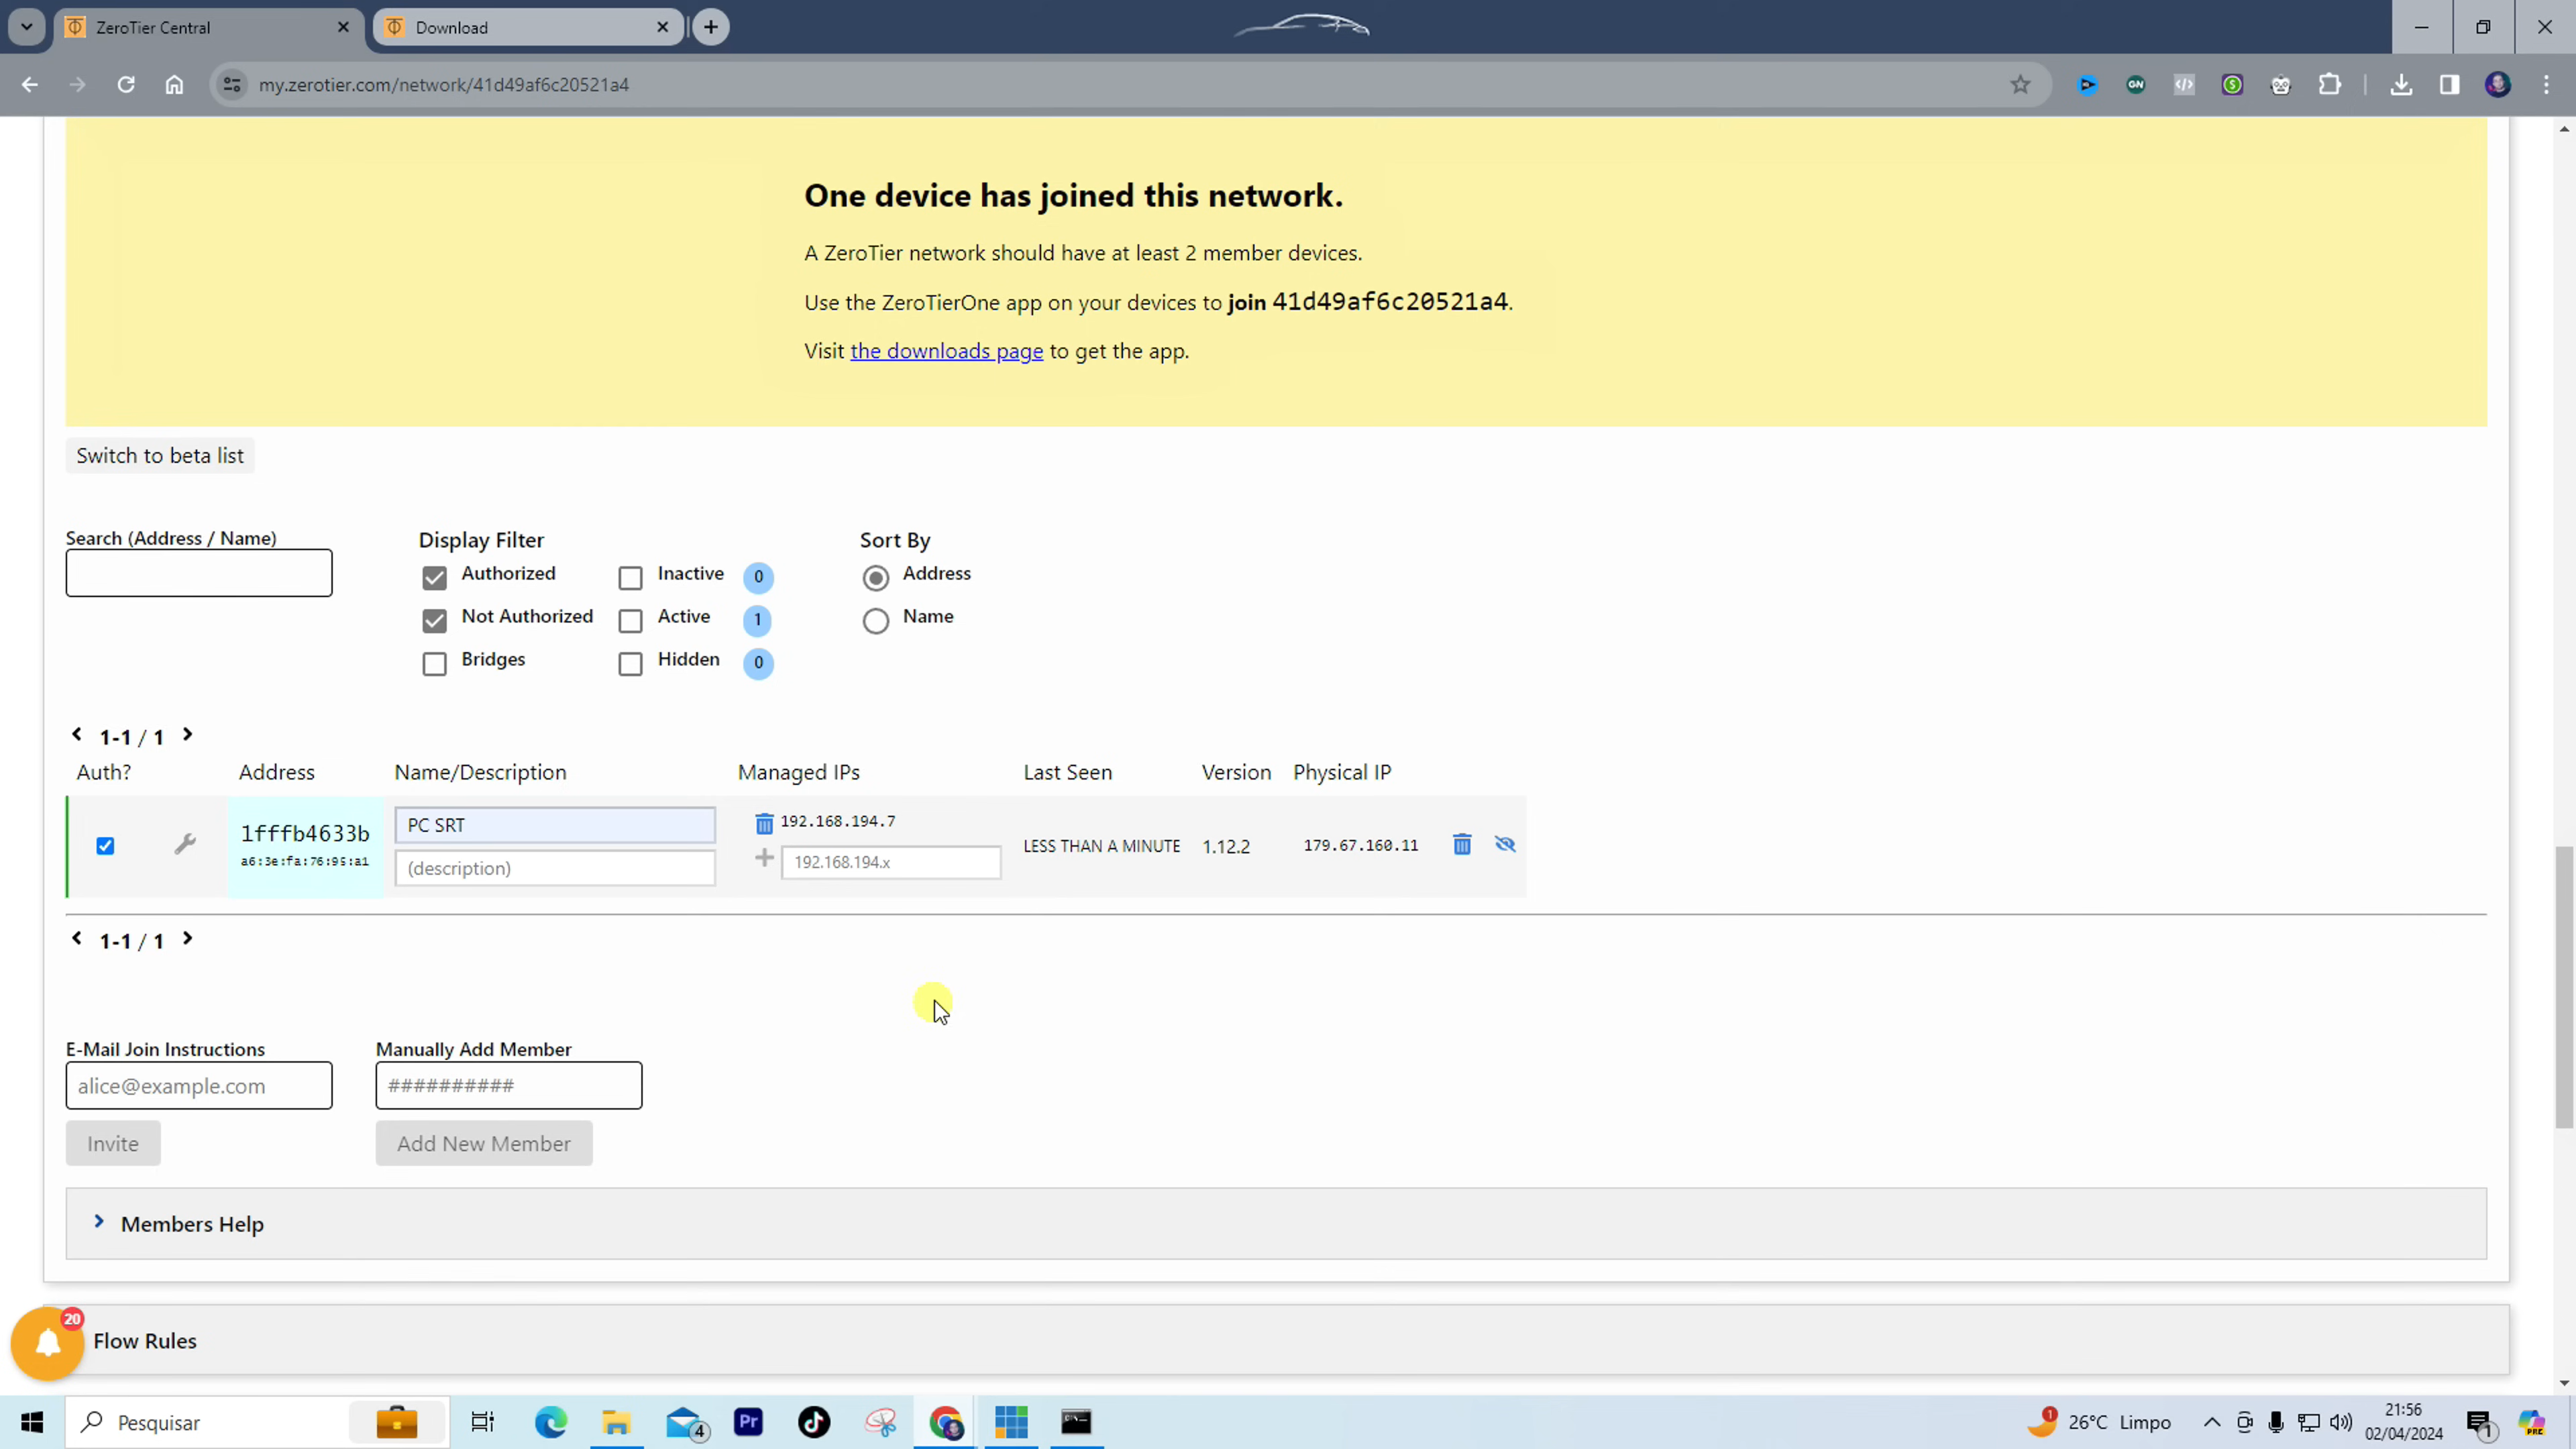 ZeroTier Central
Download
my.zerotier.com/network/41d49af6c20521a4
GN
One device has joined this network.
A ZeroTier network should have at least 2 member devices.
Use the ZeroTierOne app on your devices to join 41d49af6c20521a4.
Visit the downloads page to get the app.
Switch to beta list
Search (Address / Name)
Display Filter
Sort By
Authorized
Inactive
0
Address
Not Authorized
Active
1
Name
Bridges
Hidden
0
1-1 / 1
Auth?
Address
Name/Description
Managed IPs
Last Seen
Version
Physical IP
1fffb4633b
a6:3e:fa:76:95:a1
PC SRT
(description)
192.168.194.7
192.168.194.x
LESS THAN A MINUTE
1.12.2
179.67.160.11
1-1 / 1
E-Mail Join Instructions
Manually Add Member
alice@example.com
##########
Invite
Add New Member
Members Help
20
Flow Rules
Pesquisar
4
Pr
1
26°C Limpo
21:56
02/04/2024
1
PRE